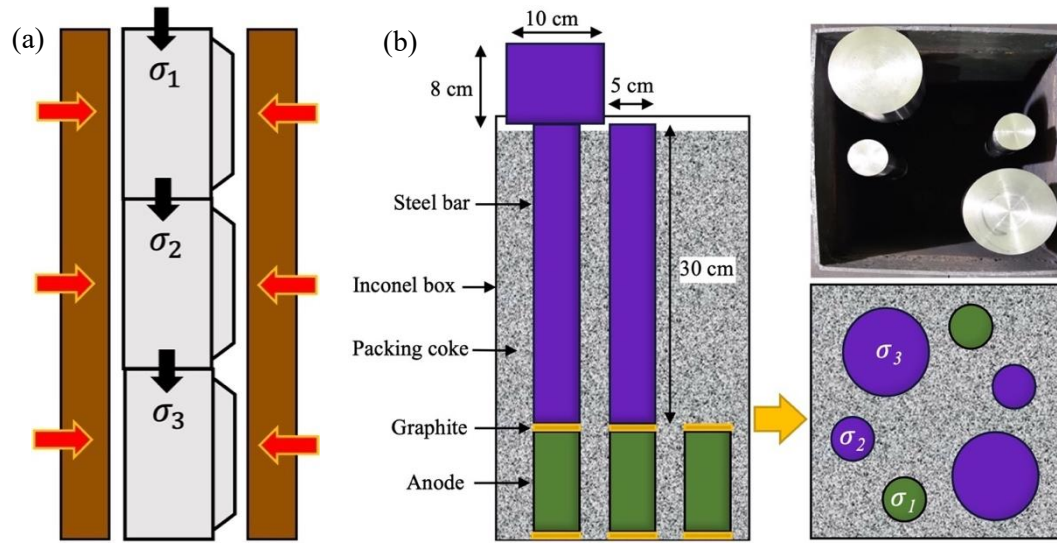 (a)
σ₁
σ₂
σ₃
(b)
10 cm
8 cm
5 cm
Steel bar
30 cm
Inconel box
Packing coke
Graphite
Anode
σ₃
σ₂
σ₁